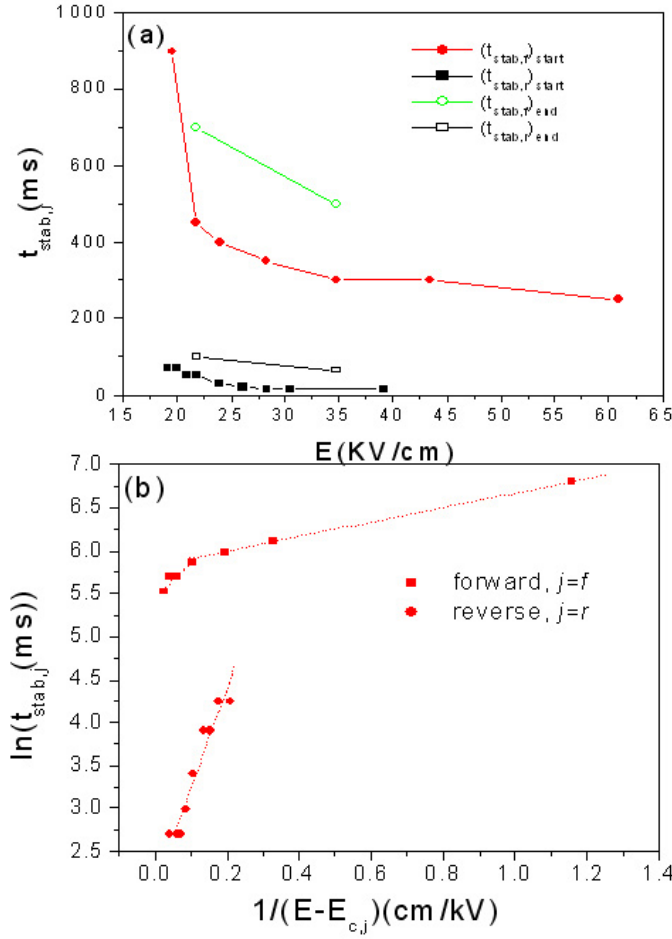 (a)
(t_stab,f)_start
(t_stab,r)_start
(t_stab,f)_end
(t_stab,r)_end
t_stab,j(ms)
1000
800
600
400
200
0
15 20 25 30 35 40 45 50 55 60 65
E(KV/cm)
(b)
forward, j=f
reverse, j=r
ln(t_stab,j(ms))
7.0
6.5
6.0
5.5
5.0
4.5
4.0
3.5
3.0
2.5
0.0 0.2 0.4 0.6 0.8 1.0 1.2 1.4
1/(E-E_c,j)(cm/kV)